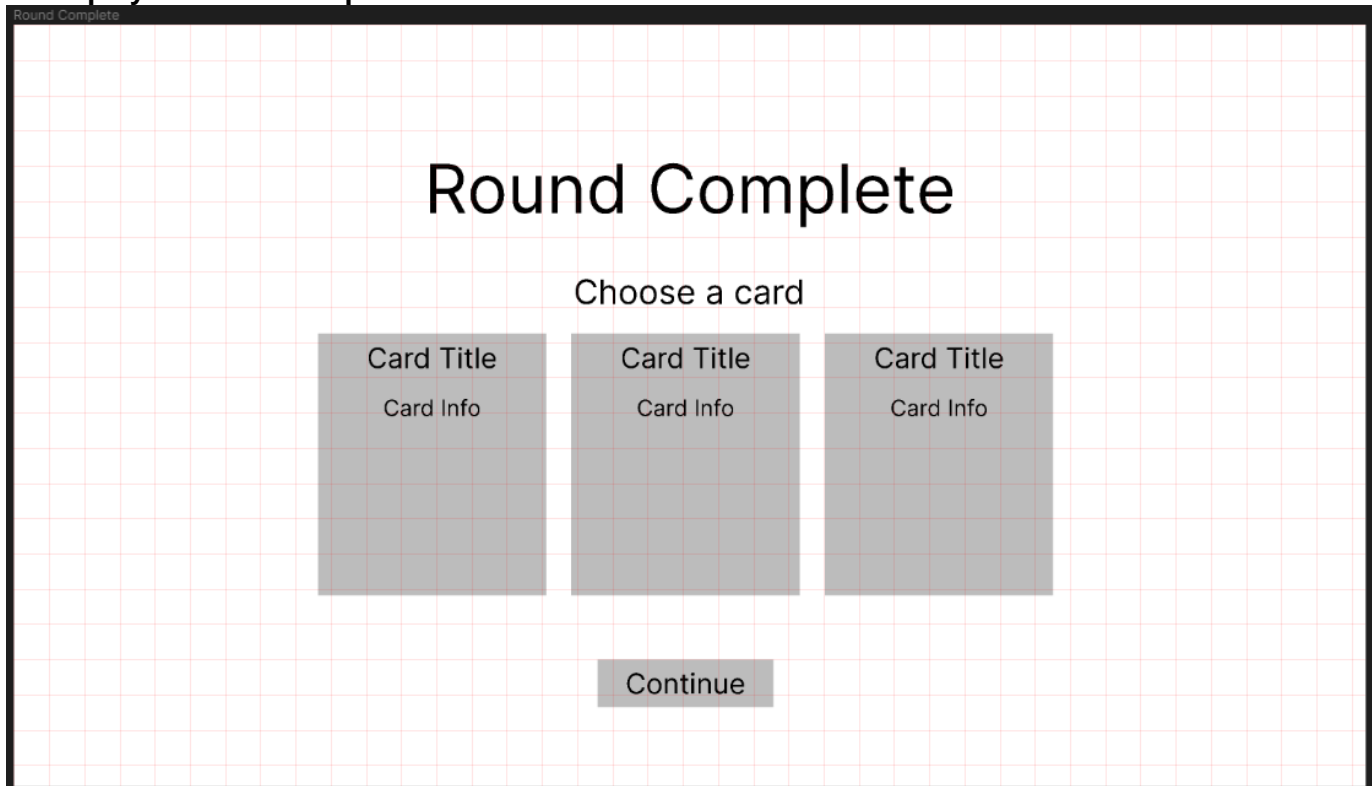 Round Complete
Round Complete
Choose a card
Card Title Card Title Card Title
Card Info Card Info Card Info
Continue